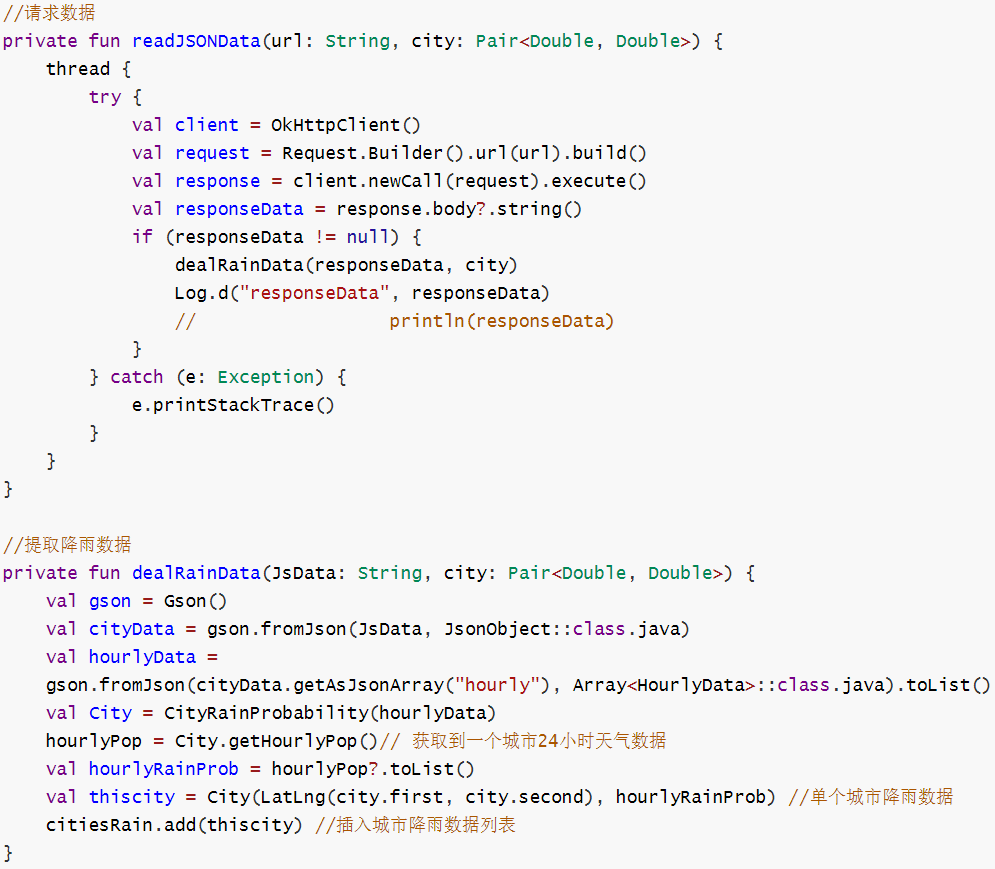 //请求数据
private fun readJSONData(url: String, city: Pair<Double, Double>) {
    thread {
        try {
            val client = OkHttpClient()
            val request = Request.Builder().url(url).build()
            val response = client.newCall(request).execute()
            val responseData = response.body?.string()
            if (responseData != null) {
                dealRainData(responseData, city)
                Log.d("responseData", responseData)
                //                  println(responseData)
            }
        } catch (e: Exception) {
            e.printStackTrace()
        }
    }
}

//提取降雨数据
private fun dealRainData(JsData: String, city: Pair<Double, Double>) {
    val gson = Gson()
    val cityData = gson.fromJson(JsData, JsonObject::class.java)
    val hourlyData =
    gson.fromJson(cityData.getAsJsonArray("hourly"), Array<HourlyData>::class.java).toList()
    val City = CityRainProbability(hourlyData)
    hourlyPop = City.getHourlyPop()// 获取到一个城市24小时天气数据
    val hourlyRainProb = hourlyPop?.toList()
    val thiscity = City(LatLng(city.first, city.second), hourlyRainProb) //单个城市降雨数据
    citiesRain.add(thiscity) //插入城市降雨数据列表
}